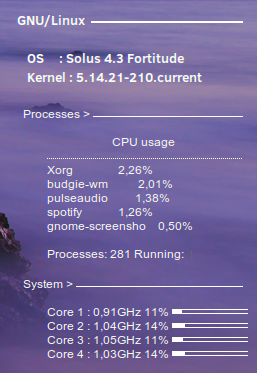 GNU/Linux
OS : Solus 4.3 Fortitude
Kernel : 5.14.21-210.current
Processes >
CPU usage
Xorg 2,26%
budgie-wm 2,01%
pulseaudio 1,38%
spotify 1,26%
gnome-screensho 0,50%
Processes: 281 Running:
System >
Core 1 : 0,91GHz 11%
Core 2 : 1,04GHz 14%
Core 3 : 1,05GHz 11%
Core 4 : 1,03GHz 14%